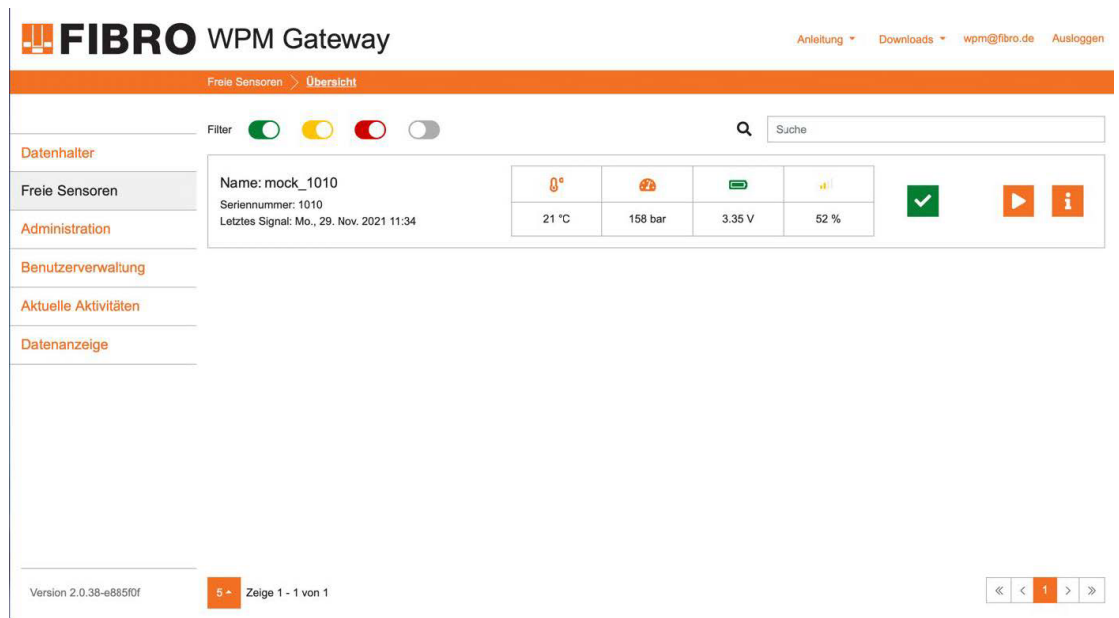 FIBRO WPM Gateway
Anleitung Downloads wpm@fibro.de Ausloggen
Freie Sensoren Übersicht
Filter
Suche
Datenhalter
Freie Sensoren
Administration
Benutzerverwaltung
Aktuelle Aktivitäten
Datenanzeige
Name: mock_1010
Seriennummer: 1010
Letztes Signal: Mo., 29. Nov. 2021 11:34
21 °C 158 bar 3.35 V 52 %
Version 2.0.38-e885f0f
5 Zeige 1 - 1 von 1
« < 1 > »